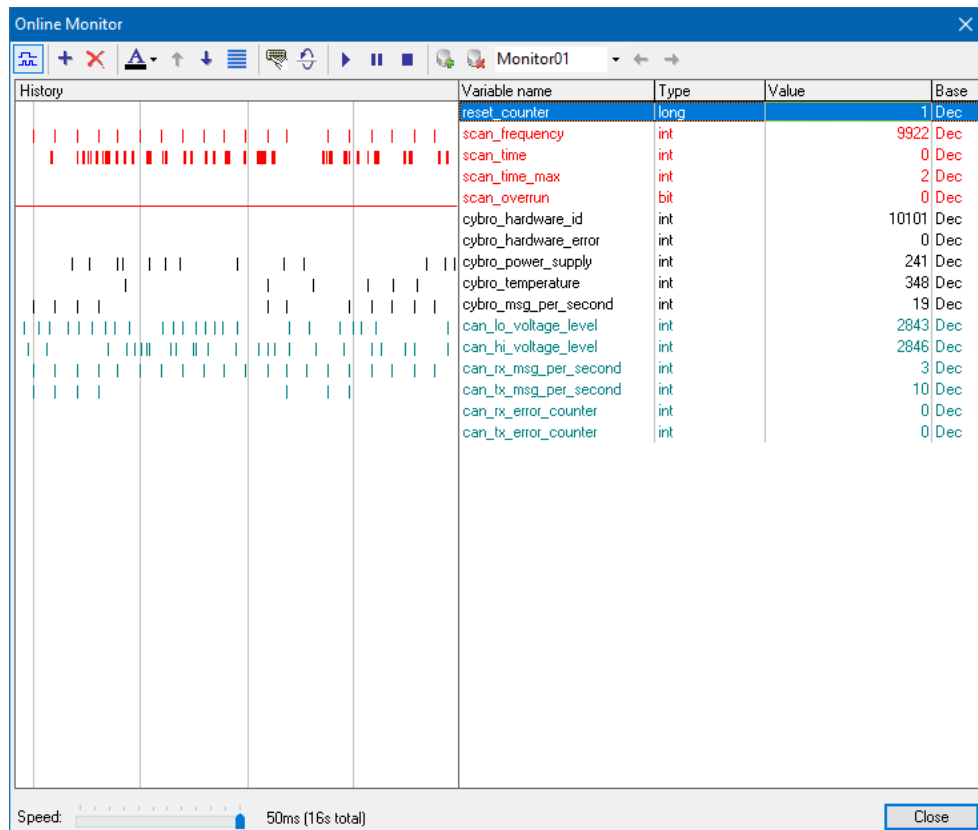 Online Monitor
A Monitor01
History Variable name Type Value Base
reset_counter long 1 Dec
scan_frequency int 9922 Dec
scan_time int 0 Dec
scan_time_max int 2 Dec
scan_overrun bit 0 Dec
cybro_hardware_id int 10101 Dec
cybro_hardware_error int 0 Dec
cybro_power_supply int 241 Dec
cybro_temperature int 348 Dec
cybro_msg_per_second int 19 Dec
can_lo_voltage_level int 2843 Dec
can_hi_voltage_level int 2846 Dec
can_rx_msg_per_second int 3 Dec
can_tx_msg_per_second int 10 Dec
can_rx_error_counter int 0 Dec
can_tx_error_counter int 0 Dec
Speed: 50ms (16s total) Close